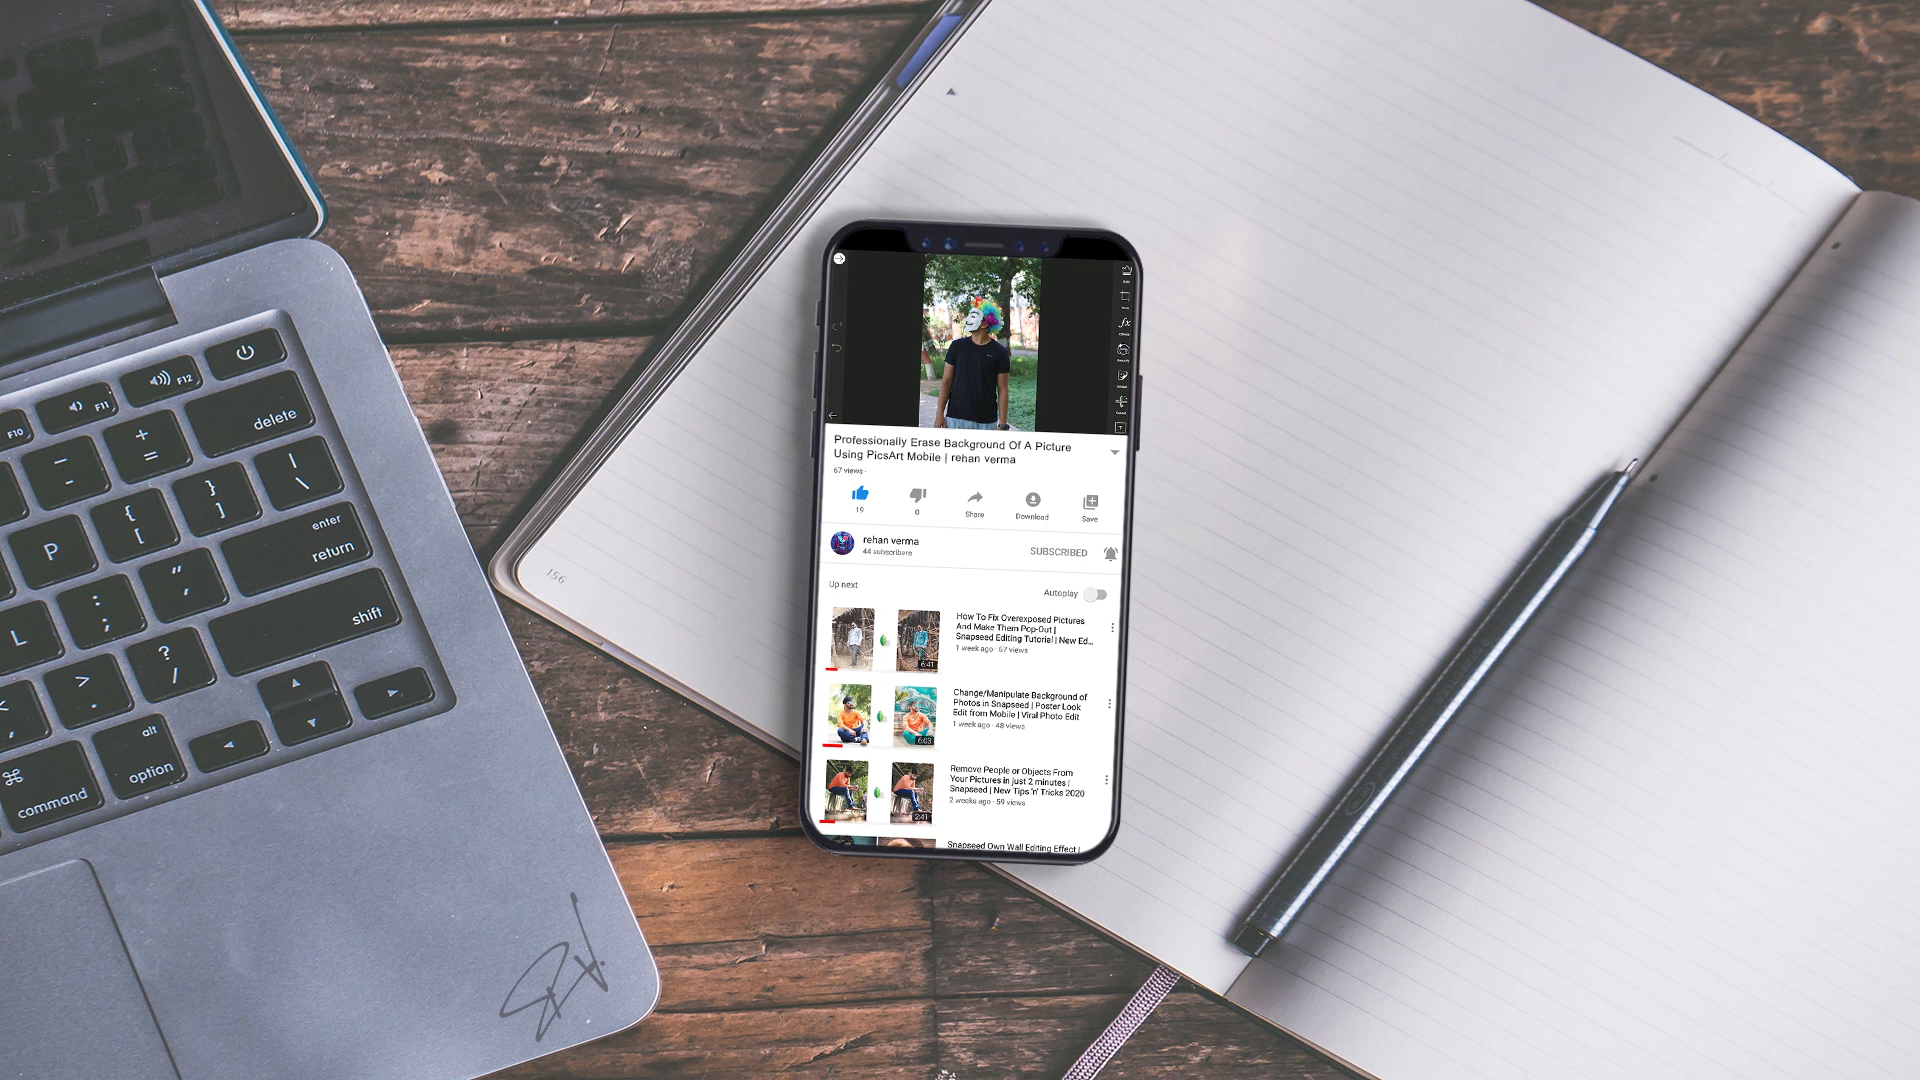 F10
F11
F12
delete
+
=
-
-
|
\
}
]
{
[
P
enter
return
"
,
:
;
L
shift
?
/
>
.
<
,
alt
option
⌘
command
156
fx
Professionally Erase Background Of A Picture
Using PicsArt Mobile | rehan verma
67 views ·
19
0
Share
Download
Save
rehan verma
44 subscribers
SUBSCRIBED
Up next
Autoplay
How To Fix Overexposed Pictures
And Make Them Pop-Out |
Snapseed Editing Tutorial | New Ed...
1 week ago · 67 views
6:41
Change/Manipulate Background of
Photos in Snapseed | Poster Look
Edit from Mobile | Viral Photo Edit
1 week ago · 48 views
6:03
Remove People or Objects From
Your Pictures in just 2 minutes |
Snapseed | New Tips 'n' Tricks 2020
2 weeks ago · 59 views
2:41
Snapseed Own Wall Editing Effect |